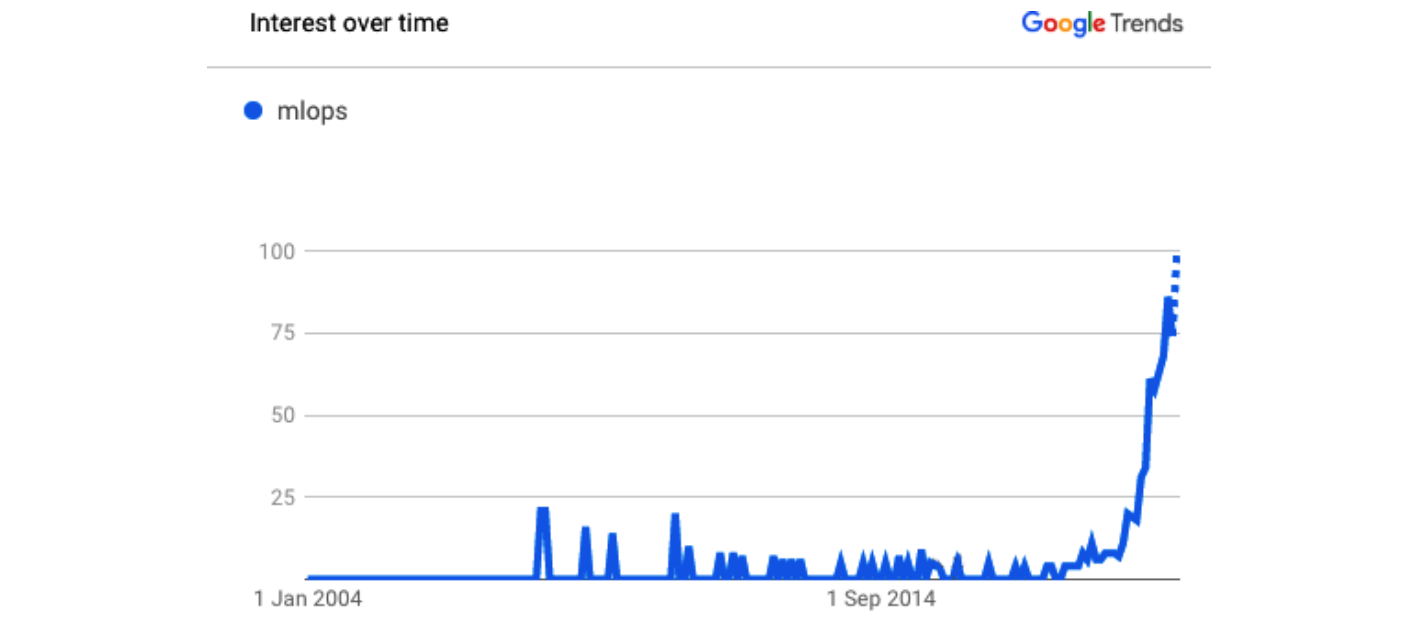 Interest over time
Google Trends
mlops
100
75
50
25
1 Jan 2004
1 Sep 2014